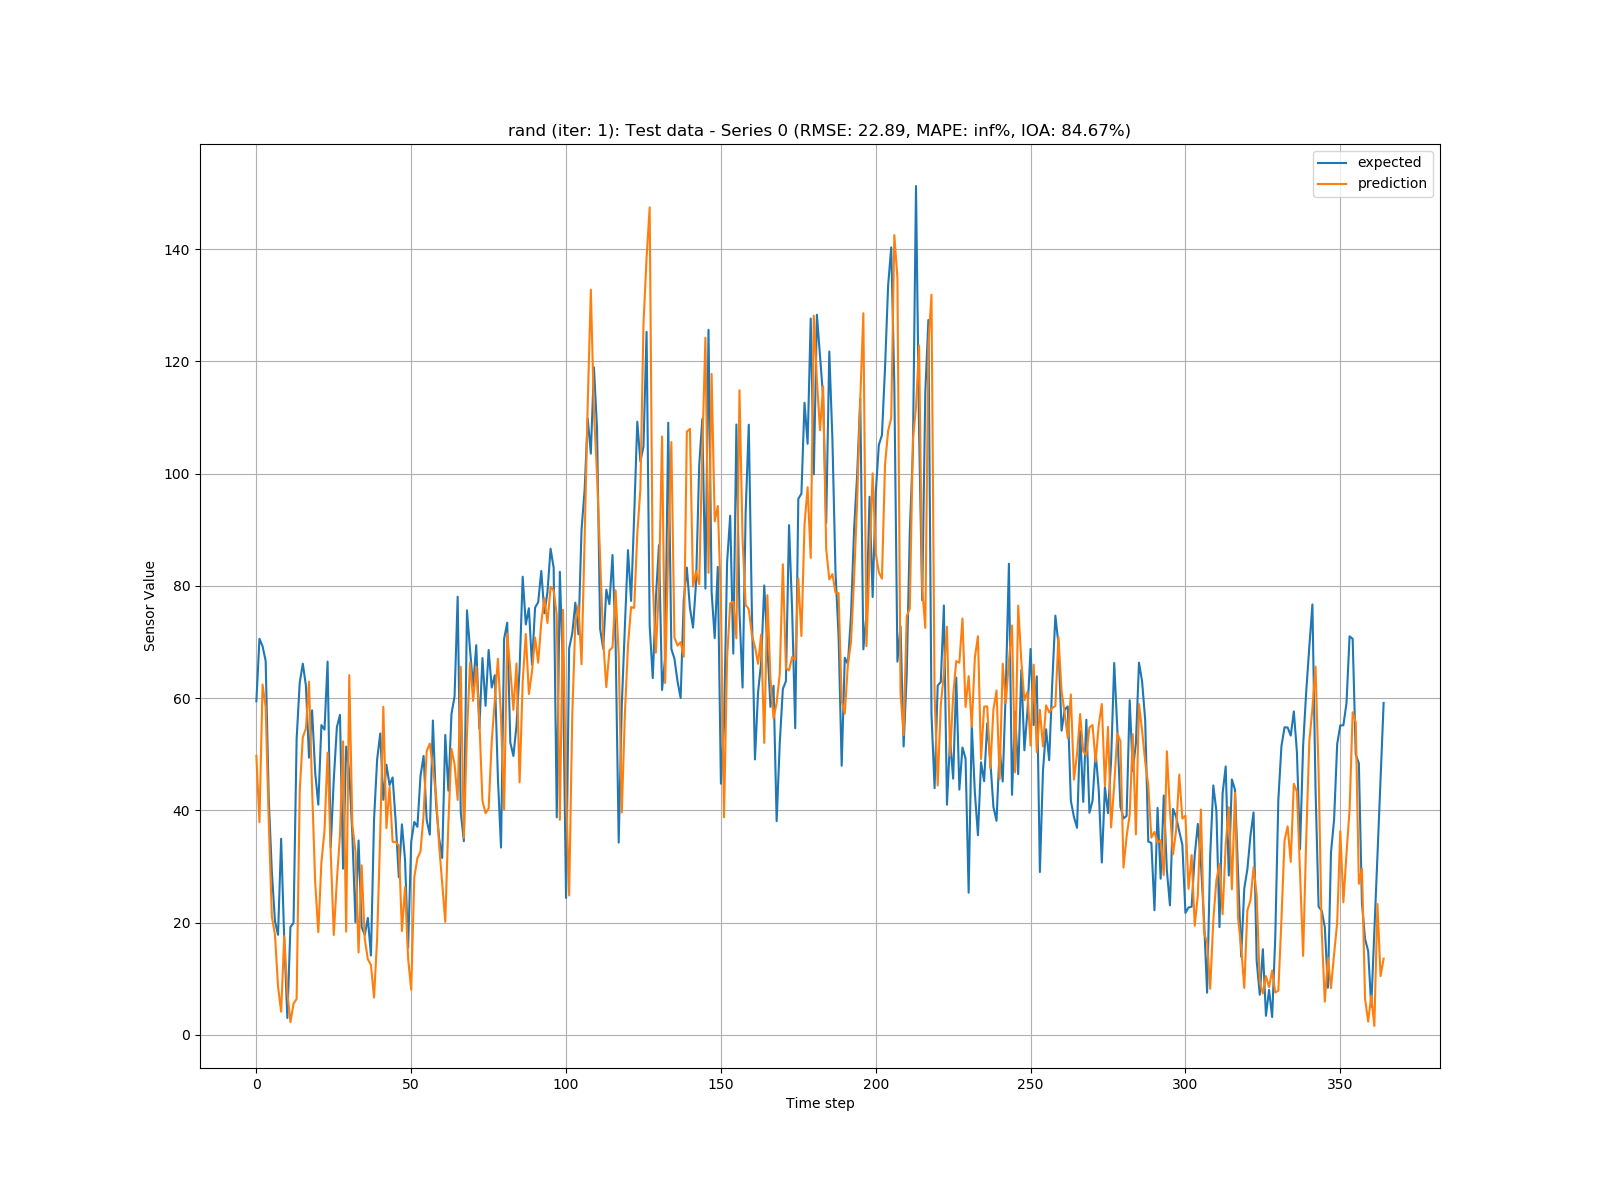 rand (iter: 1): Test data - Series 0 (RMSE: 22.89, MAPE: inf%, IOA: 84.67%)
expected
prediction
Sensor Value
140
120
100
80
60
40
20
0
0 50 100 150 200 250 300 350
Time step